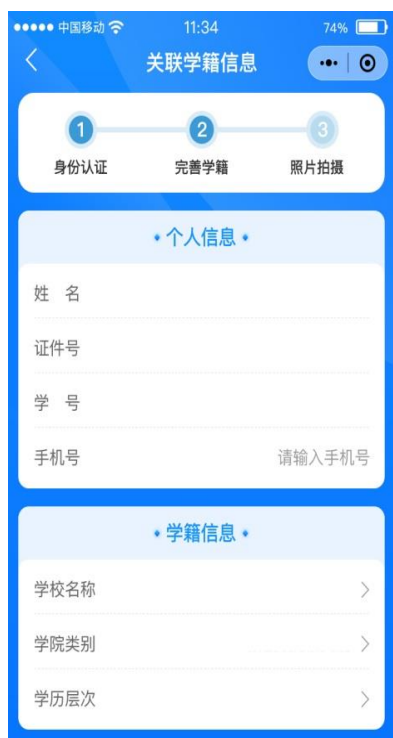 中国移动 11:34 74%
关联学籍信息
1 2 3
身份认证 完善学籍 照片拍摄
个人信息
姓 名
证件号
学 号
手机号 请输入手机号
学籍信息
学校名称
学院类别
学历层次